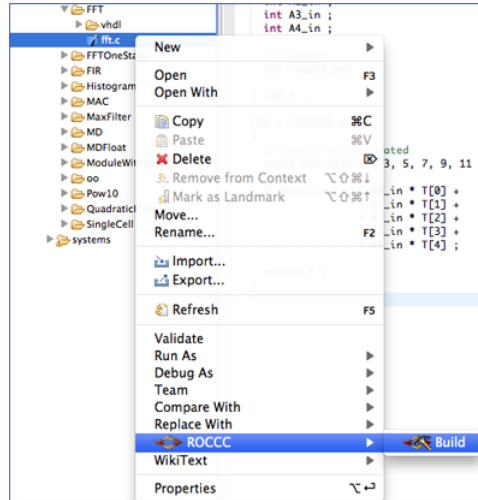 FFT
vhdl
fft.c
FFTOneSta
FIR
Histogram
MAC
MaxFilter
MD
MDFloat
ModuleWit
oo
Pow10
Quadratic
SingleCell
systems
int A3_in ;
int A4_in ;
ated
3, 5, 7, 9, 11
_in * T[0] +
_in * T[1] +
_in * T[2] +
_in * T[3] +
_in * T[4] ;
New
Open F3
Open With
Copy ⌘C
Paste ⌘V
Delete ⌦
Remove from Context ⌥⇧⌘↓
Mark as Landmark ⌥⇧⌘↑
Move...
Rename... F2
Import...
Export...
Refresh F5
Validate
Run As
Debug As
Team
Compare With
Replace With
ROCCC
Build
WikiText
Properties ⌥↩